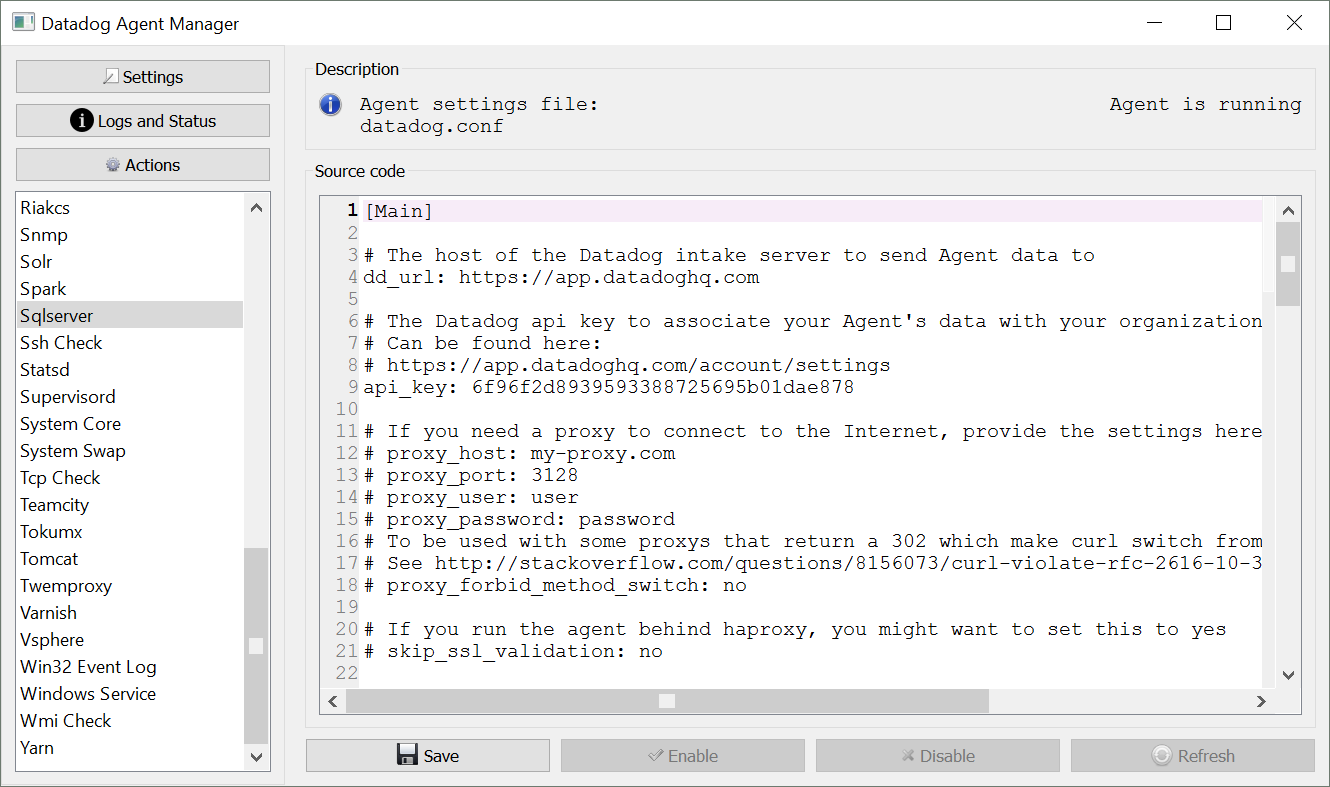 Datadog Agent Manager
Settings
Logs and Status
Actions
Riakcs
Snmp
Solr
Spark
Sqlserver
Ssh Check
Statsd
Supervisord
System Core
System Swap
Tcp Check
Teamcity
Tokumx
Tomcat
Twemproxy
Varnish
Vsphere
Win32 Event Log
Windows Service
Wmi Check
Yarn
Description
Agent settings file: Agent is running
datadog.conf
Source code
1 [Main]
2
3 # The host of the Datadog intake server to send Agent data to
4 dd_url: https://app.datadoghq.com
5
6 # The Datadog api key to associate your Agent's data with your organization
7 # Can be found here:
8 # https://app.datadoghq.com/account/settings
9 api_key: 6f96f2d8939593388725695b01dae878
10
11 # If you need a proxy to connect to the Internet, provide the settings here
12 # proxy_host: my-proxy.com
13 # proxy_port: 3128
14 # proxy_user: user
15 # proxy_password: password
16 # To be used with some proxys that return a 302 which make curl switch from
17 # See http://stackoverflow.com/questions/8156073/curl-violate-rfc-2616-10-3
18 # proxy_forbid_method_switch: no
19
20 # If you run the agent behind haproxy, you might want to set this to yes
21 # skip_ssl_validation: no
22
Save
Enable
Disable
Refresh